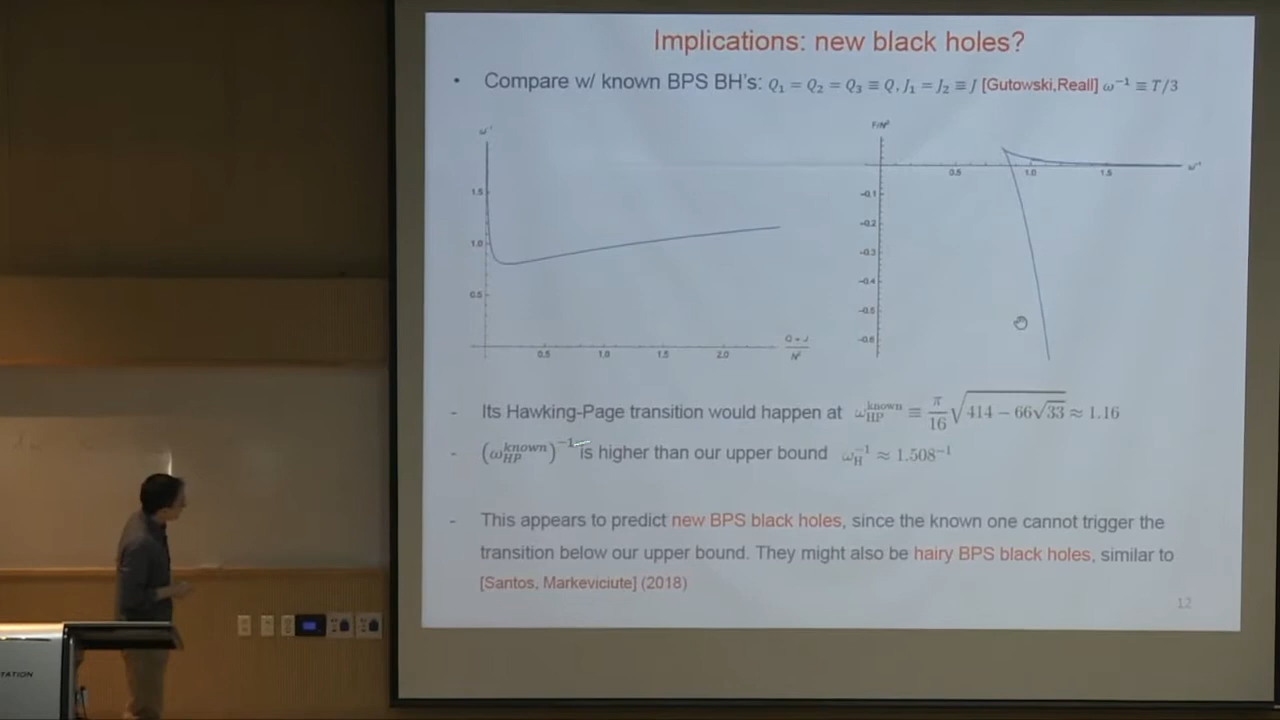 Implications: new black holes?
• Compare w/ known BPS BH's: Q₁ = Q₂ = Q₃ ≡ Q, J₁ = J₂ ≡ J [Gutowski,Reall] ω⁻¹ ≡ T/3
ω⁻¹
1.5
1.0
0.5
0.5 1.0 1.5 2.0
Q + J
N²
F/N²
0.5 1.0 1.5 ω⁻¹
-0.1
-0.2
-0.3
-0.4
-0.5
-0.6
- Its Hawking-Page transition would happen at ω_HP^known ≡ π/16 √(414 − 66√33) ≈ 1.16
- (ω_HP^known)⁻¹ is higher than our upper bound ω_H⁻¹ ≈ 1.508⁻¹
- This appears to predict new BPS black holes, since the known one cannot trigger the
transition below our upper bound. They might also be hairy BPS black holes, similar to
[Santos, Markeviciute] (2018)
12
TATION